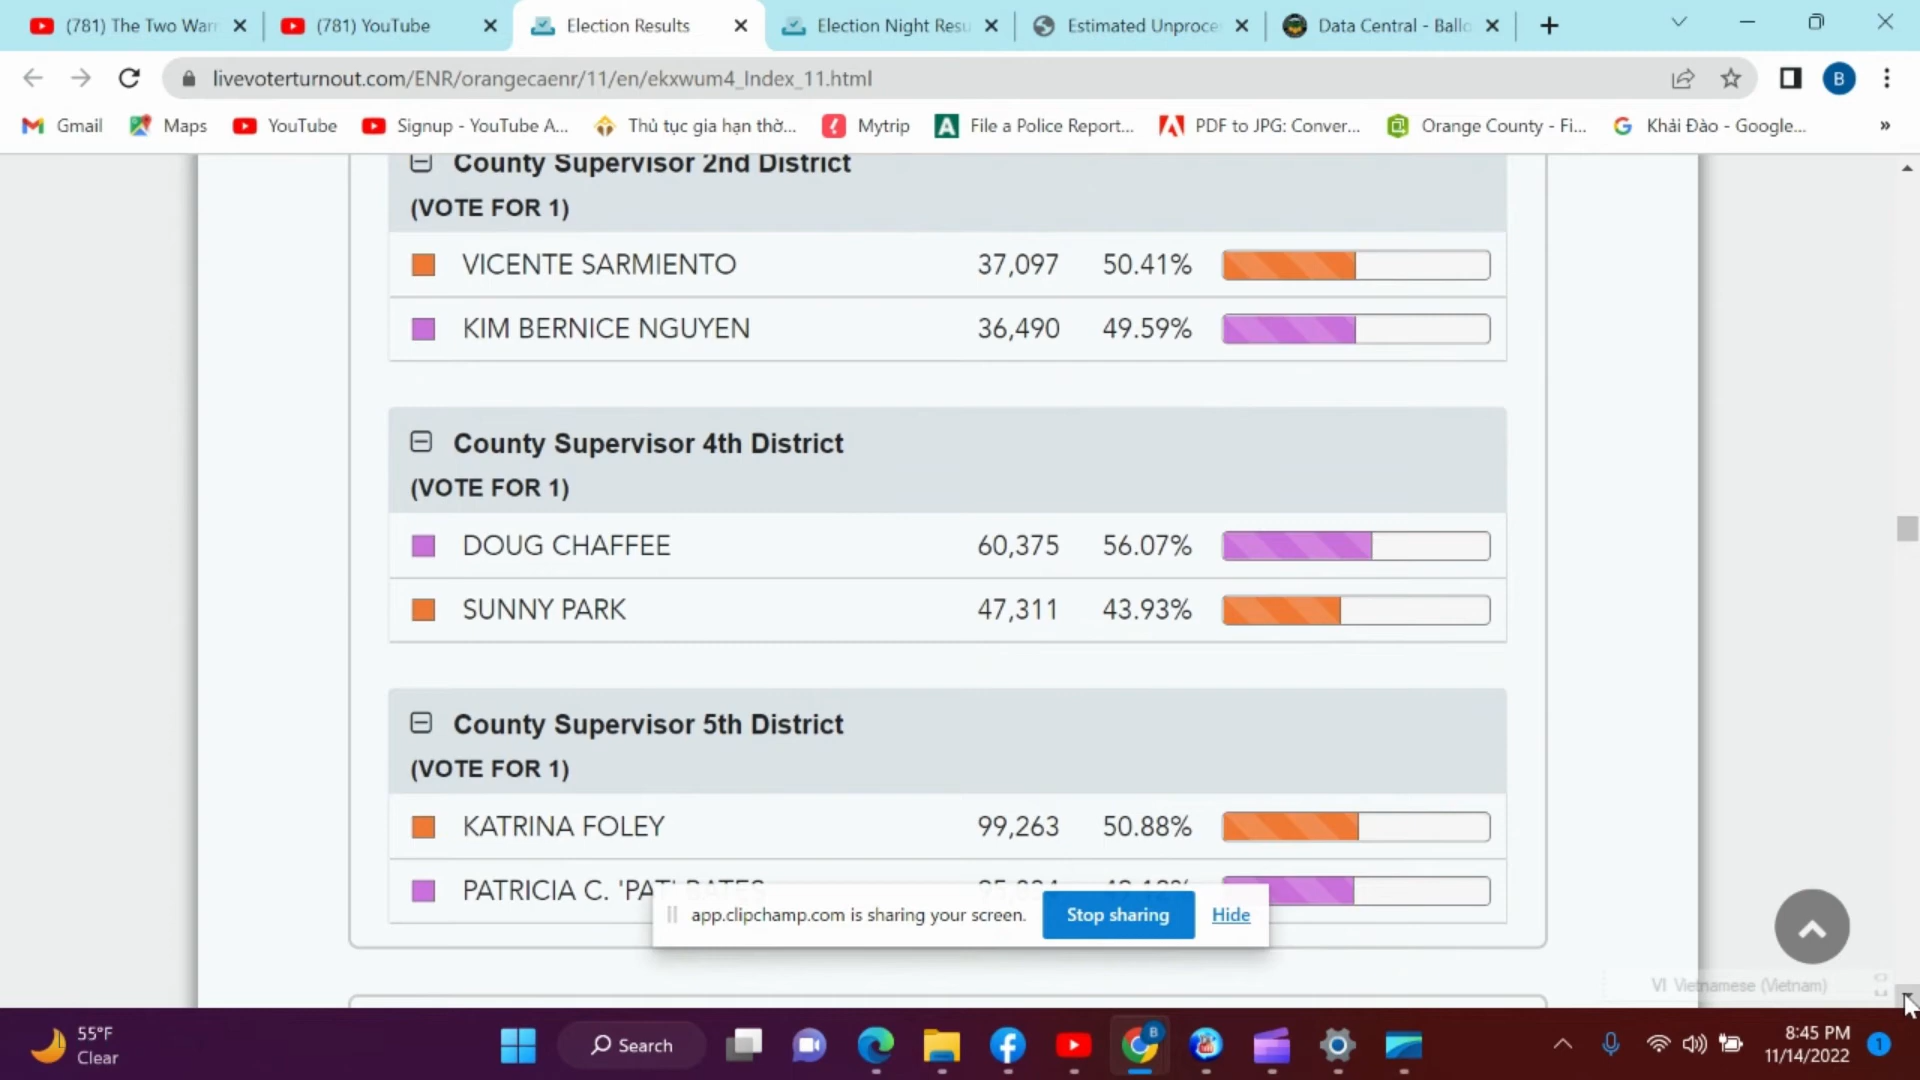 (781) The Two Warr
(781) YouTube
Election Results
Election Night Resu
Estimated Unproce
Data Central - Ballo
livevoterturnout.com/ENR/orangecaenr/11/en/ekxwum4_Index_11.html
B
Gmail
Maps
YouTube
Signup - YouTube A...
Thủ tục gia hạn thờ...
Mytrip
File a Police Report...
PDF to JPG: Conver...
Orange County - Fi...
Khải Đào - Google...
»
County Supervisor 2nd District
(VOTE FOR 1)
VICENTE SARMIENTO 37,097 50.41%
KIM BERNICE NGUYEN 36,490 49.59%
County Supervisor 4th District
(VOTE FOR 1)
DOUG CHAFFEE 60,375 56.07%
SUNNY PARK 47,311 43.93%
County Supervisor 5th District
(VOTE FOR 1)
KATRINA FOLEY 99,263 50.88%
PATRICIA C. 'PAT' BATES
app.clipchamp.com is sharing your screen.
Stop sharing
Hide
VI Vietnamese (Vietnam)
55°F
Clear
Search
B
8:45 PM
11/14/2022
1